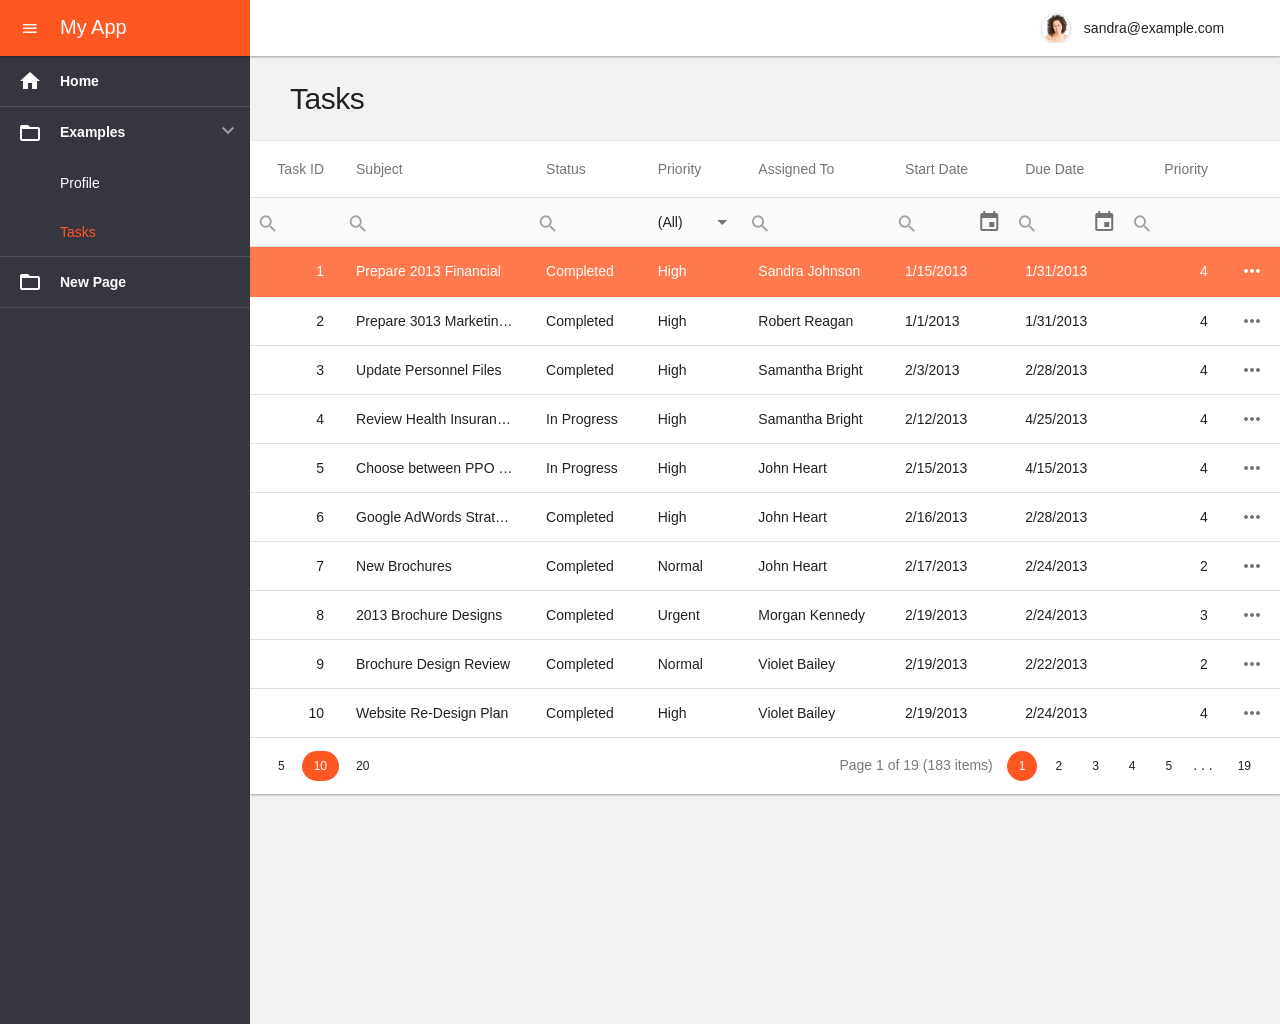 My App
sandra@example.com
Home
Examples
Profile
Tasks
New Page
Tasks
Task ID Subject Status Priority Assigned To Start Date Due Date Priority
(All)
1 Prepare 2013 Financial Completed High Sandra Johnson 1/15/2013 1/31/2013 4
2 Prepare 3013 Marketin… Completed High Robert Reagan 1/1/2013 1/31/2013 4
3 Update Personnel Files Completed High Samantha Bright 2/3/2013 2/28/2013 4
4 Review Health Insuran… In Progress High Samantha Bright 2/12/2013 4/25/2013 4
5 Choose between PPO … In Progress High John Heart 2/15/2013 4/15/2013 4
6 Google AdWords Strat… Completed High John Heart 2/16/2013 2/28/2013 4
7 New Brochures Completed Normal John Heart 2/17/2013 2/24/2013 2
8 2013 Brochure Designs Completed Urgent Morgan Kennedy 2/19/2013 2/24/2013 3
9 Brochure Design Review Completed Normal Violet Bailey 2/19/2013 2/22/2013 2
10 Website Re-Design Plan Completed High Violet Bailey 2/19/2013 2/24/2013 4
5 10 20 Page 1 of 19 (183 items) 1 2 3 4 5 . . . 19